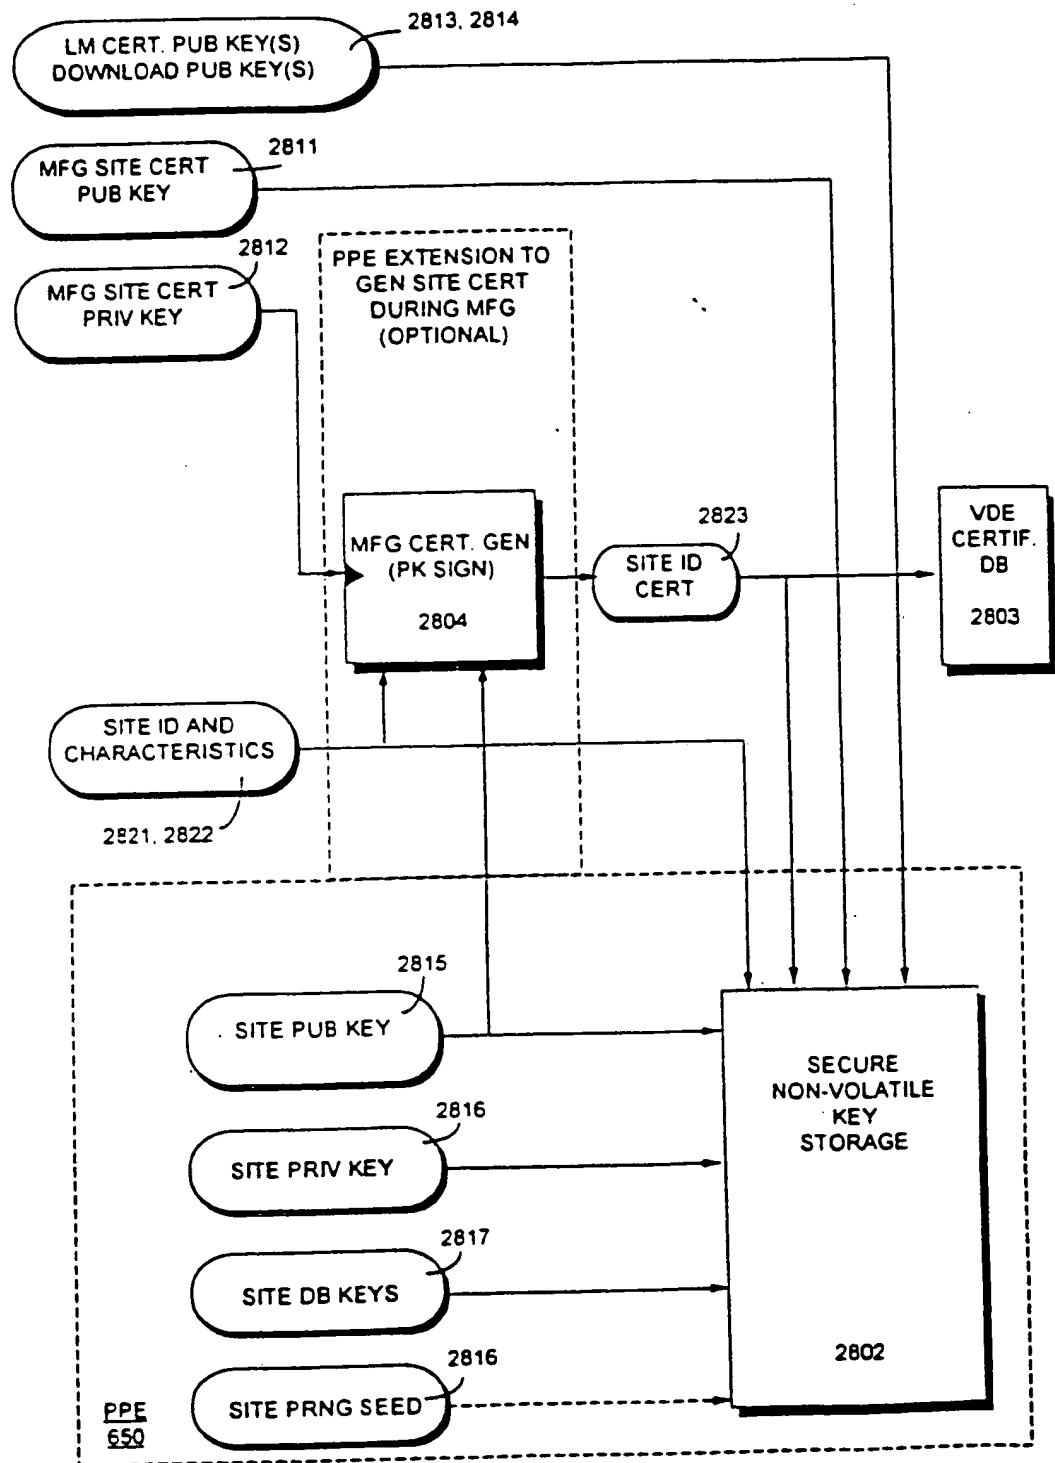 2813, 2814
LM CERT. PUB KEY(S)
DOWNLOAD PUB KEY(S)
2811
MFG SITE CERT
PUB KEY
2812
MFG SITE CERT
PRIV KEY
PPE EXTENSION TO
GEN SITE CERT
DURING MFG
(OPTIONAL)
MFG CERT. GEN
(PK SIGN)
2804
2823
SITE ID
CERT
VDE
CERTIF.
DB
2803
SITE ID AND
CHARACTERISTICS
2821, 2822
2815
SITE PUB KEY
2816
SITE PRIV KEY
2817
SITE DB KEYS
2816
SITE PRNG SEED
SECURE
NON-VOLATILE
KEY
STORAGE
2802
PPE
650